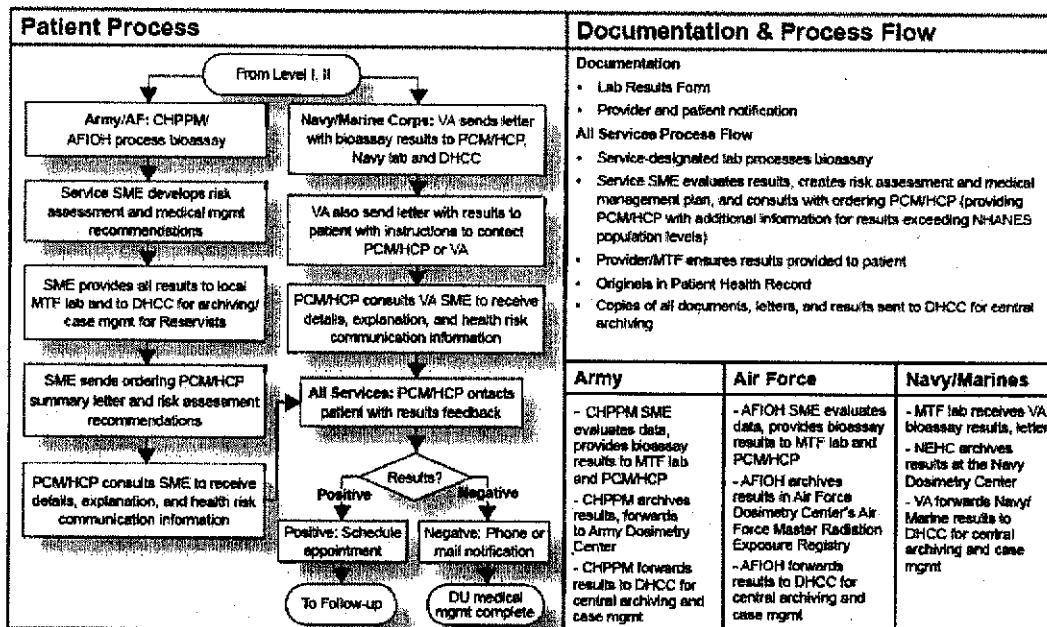 Patient Process
From Level I, II
Army/AF: CHPPM/
AFIOH process bioassay
Service SME develops risk
assessment and medical mgmt
recommendations
SME provides all results to local
MTF lab and to DHCC for archiving/
case mgmt for Reservists
SME sends ordering PCM/HCP
summary letter and risk assessment
recommendations
PCM/HCP consults SME to receive
details, explanation, and health risk
communication information
Navy/Marine Corps: VA sends letter
with bioassay results to PCM/HCP,
Navy lab and DHCC
VA also send letter with results to
patient with instructions to contact
PCM/HCP or VA
PCM/HCP consults VA SME to receive
details, explanation, and health risk
communication information
All Services: PCM/HCP ontacts
patient with results feedback
Results?
Positive
Negative
Positive: Schedule
appointment
Negatve: Phone or
mail notification
To Follow-up
DU medical
mgmt complete
Documentation & Process Flow
Documentation
• Lab Results Form
• Provider and patient notification
All Services Process Flow
• Service-designated lab processes bioassay
• Service SME evaluates results, creates risk assessment and medical
management plan, and consults with ordering PCM/HCP (providing
PCM/HCP with additional information for results exceeding NHANES
population levels)
• Provider/MTF ensures results provided to patient
• Originals in Patient Health Record
• Copies of all documents, letters, and results sent to DHCC for central
archiving
Army
- CHPPM SME
evaluates data,
provides bioassay
results to MTF lab
and PCM/HCP
- CHPPM archives
results, forwards
to Army Dosimetry
Center
- CHPPM forwards
results to DHCC for
central archiving and
case mgmt
Air Force
- AFIOH SME evaluates
data, provides bioassay
results to MTF lab and
PCM/HCP
- AFIOH archives
results in Air Force
Dosimetry Center's Air
Force Master Radiation
Exposure Registry
- AFIOH forwards
results to DHCC for
central archiving and
case mgmt
Navy/Marines
- MTF lab receives VA
bioassay results, letter
- NEHC archives
results at the Navy
Dosimetry Center
- VA forwards Navy/
Marine results to
DHCC for central
archiving and case
mgmt